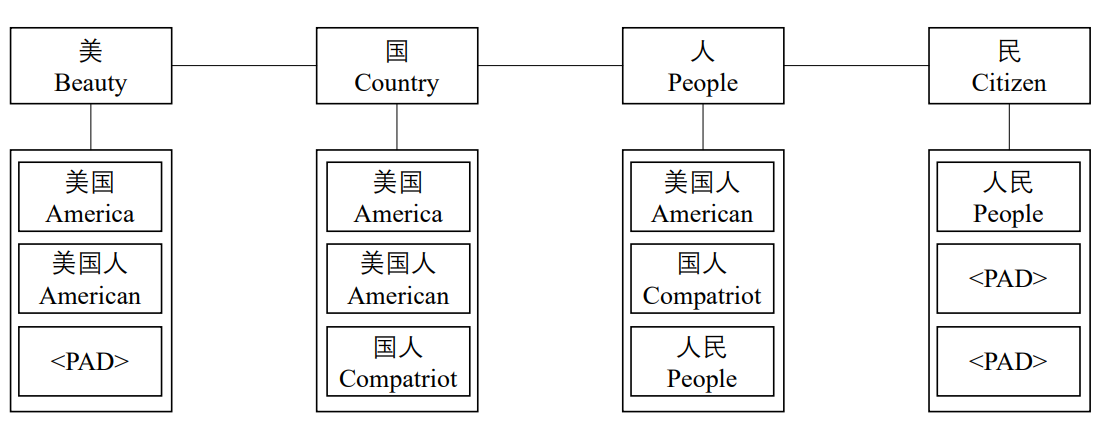 美
Beauty
国
Country
人
People
民
Citizen
美国
America
美国人
American
<PAD>
美国
America
美国人
American
国人
Compatriot
美国人
American
国人
Compatriot
人民
People
人民
People
<PAD>
<PAD>